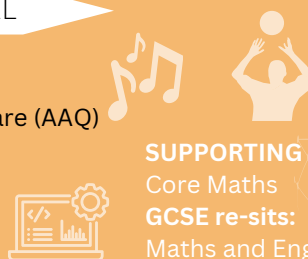 are (AAQ)
SUPPORTING
Core Maths
GCSE re-sits:
Maths and Eng